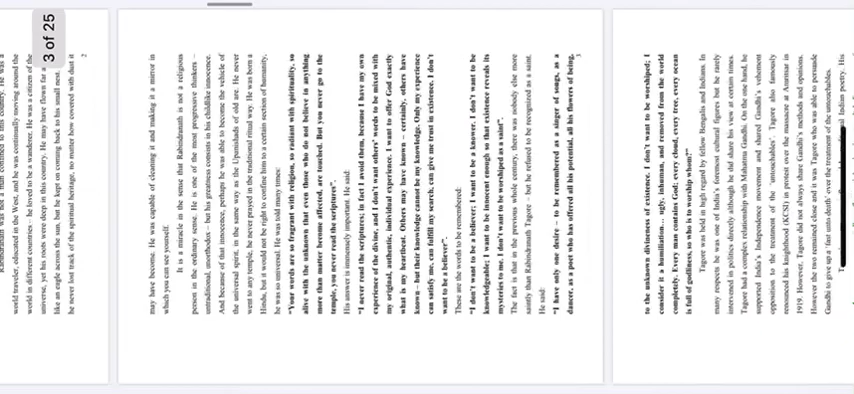 3 of 25
2
Rabindranath was not a man confined to this country. He was a
world traveler, educated in the West, and he was continually moving around the
world in different countries – he loved to be a wanderer. He was a citizen of the
universe, yet his roots were deep in this country. He may have flown far a
like an eagle across the sun, but he kept on coming back to his small nest.
he never lost track of the spiritual heritage, no matter how covered with dust it
3
may have become. He was capable of cleaning it and making it a mirror in
which you can see yourself.
It is a miracle in the sense that Rabindranath is not a religious
person in the ordinary sense. He is one of the most progressive thinkers –
untraditional, unorthodox – but his greatness consists in his childlike innocence.
And because of that innocence, perhaps he was able to become the vehicle of
the universal spirit, in the same way as the Upanishads of old are. He never
went to any temple, he never prayed in the traditional ritual way. He was born a
Hindu, but it would not be right to confine him to a certain section of humanity,
he was so universal. He was told many times:
"Your words are so fragrant with religion, so radiant with spirituality, so
alive with the unknown that even those who do not believe in anything
more than matter become affected, are touched. But you never go to the
temple, you never read the scriptures".
His answer is immensely important. He said:
"I never read the scriptures; in fact I avoid them, because I have my own
experience of the divine, and I don't want others' words to be mixed with
my original, authentic, individual experience. I want to offer God exactly
what is my heartbeat. Others may have known – certainly, others have
known – but their knowledge cannot be my knowledge. Only my experience
can satisfy me, can fulfill my search, can give me trust in existence. I don't
want to be a believer".
These are the words to be remembered:
"I don't want to be a believer; I want to be a knower. I don't want to be
knowledgeable; I want to be innocent enough so that existence reveals its
mysteries to me. I don't want to be worshiped as a saint".
The fact is that in the previous whole century, there was nobody else more
saintly than Rabindranath Tagore – but he refused to be recognised as a saint.
He said:
"I have only one desire – to be remembered as a singer of songs, as a
dancer, as a poet who has offered all his potential, all his flowers of being,
to the unknown divineness of existence. I don't want to be worshiped; I
consider it a humiliation... ugly, inhuman, and removed from the world
completely. Every man contains God; every cloud, every tree, every ocean
is full of godliness, so who is to worship whom?"
Tagore was held in high regard by fellow Bengalis and Indians. In
many respects he was one of India's foremost cultural figures but he rarely
intervened in politics directly although he did share his view at certain times.
Tagore had a complex relationship with Mahatma Gandhi. On the one hand, he
supported India's Independence movement and shared Gandhi's vehement
opposition to the treatment of the 'untouchables'. Tagore also famously
renounced his knighthood (KCSI) in protest over the massacre at Amritsar in
1919. However, Tagore did not always share Gandhi's methods and opinions.
However the two remained close and it was Tagore who was able to persuade
Gandhi to give up a 'fast unto death' over the treatment of the untouchables.
Indian poetry. His